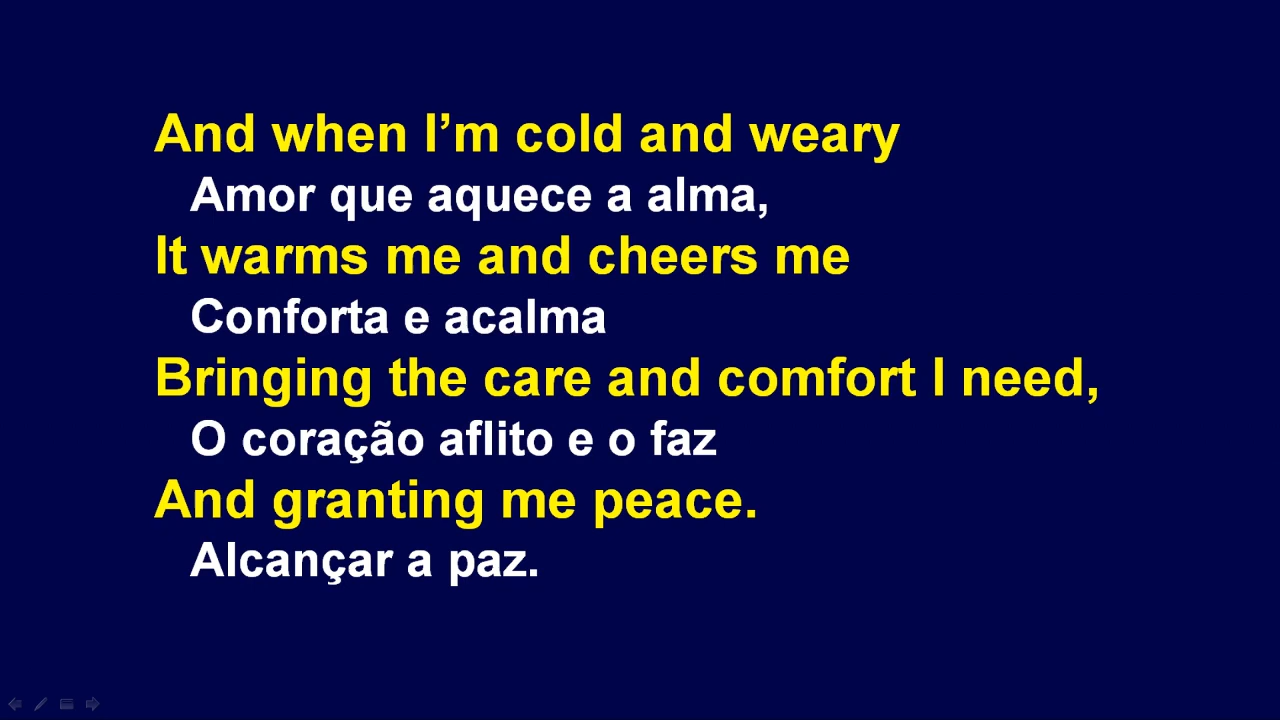 And when I’m cold and weary
Amor que aquece a alma,
It warms me and cheers me
Conforta e acalma
Bringing the care and comfort I need,
O coração aflito e o faz
And granting me peace.
Alcançar a paz.